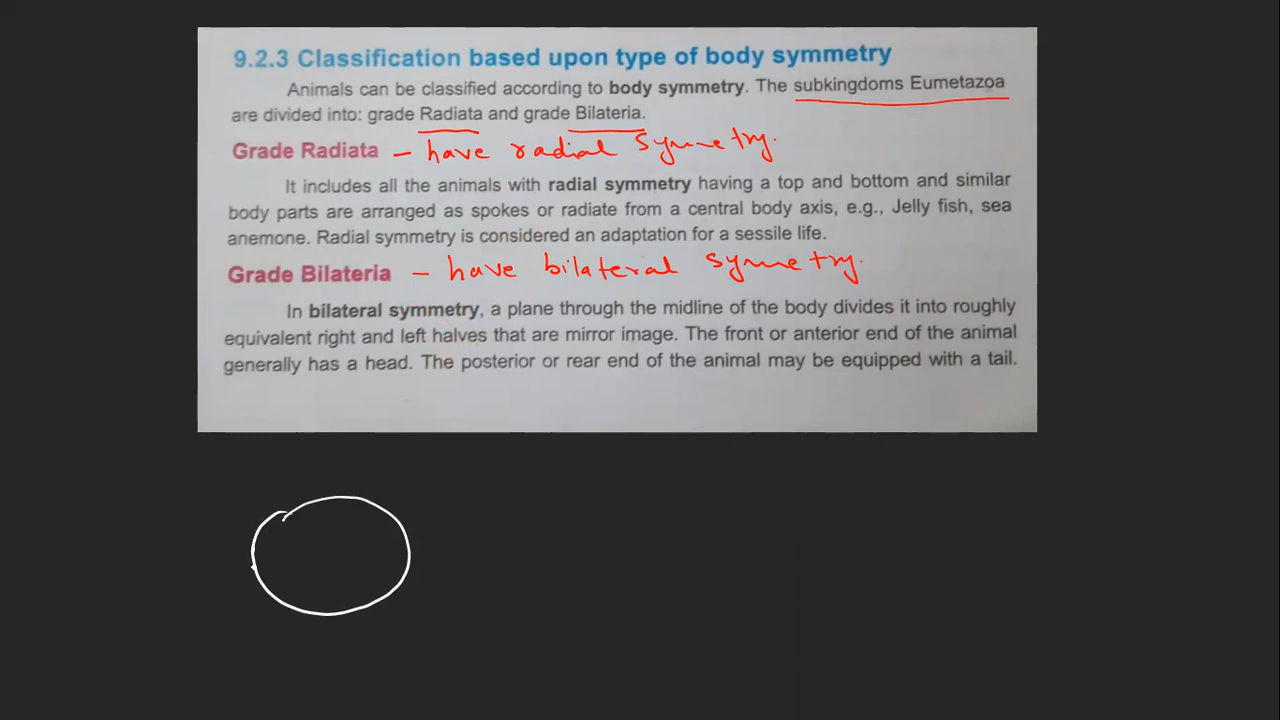 9.2.3 Classification based upon type of body symmetry
Animals can be classified according to body symmetry. The subkingdoms Eumetazoa
are divided into: grade Radiata and grade Bilateria.
Grade Radiata – have radial symmetry.
It includes all the animals with radial symmetry having a top and bottom and similar
body parts are arranged as spokes or radiate from a central body axis, e.g., Jelly fish, sea
anemone. Radial symmetry is considered an adaptation for a sessile life.
Grade Bilateria – have bilateral symmetry.
In bilateral symmetry, a plane through the midline of the body divides it into roughly
equivalent right and left halves that are mirror image. The front or anterior end of the animal
generally has a head. The posterior or rear end of the animal may be equipped with a tail.